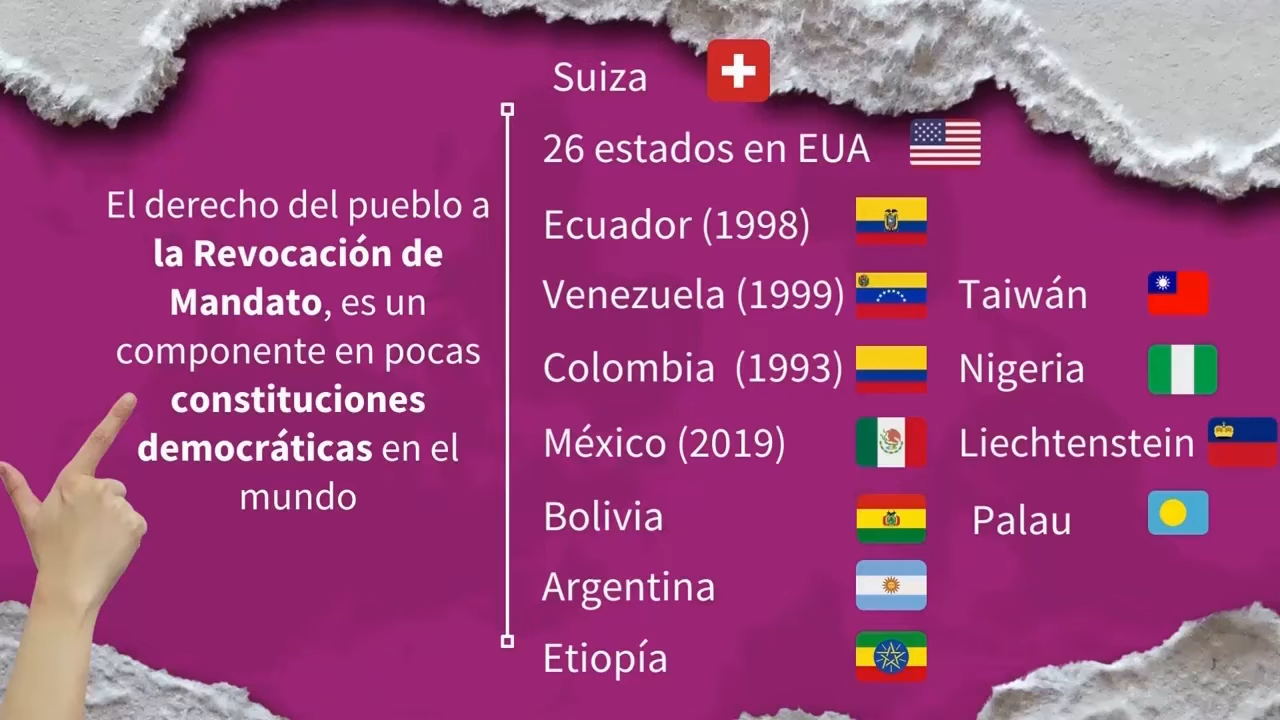 El derecho del pueblo a
la Revocación de
Mandato, es un
componente en pocas
constituciones
democráticas en el
mundo
Suiza
26 estados en EUA
Ecuador (1998)
Venezuela (1999)
Colombia (1993)
México (2019)
Bolivia
Argentina
Etiopía
Taiwán
Nigeria
Liechtenstein
Palau